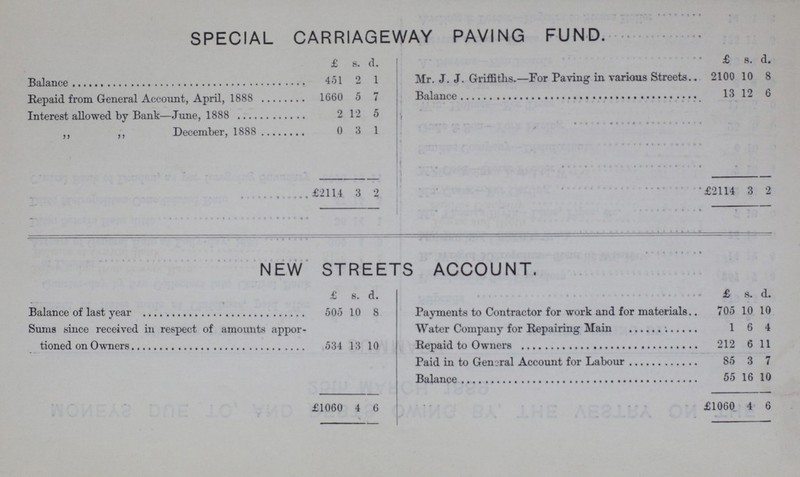 SPECIAL CARRIAGEWAY PAVING FUND.
£ s. d.
Balance 451 2 1
Repaid from General Account, April, 1888 1660 5 7
Interest allowed by Bank—June, 1888 2 12 5
„ „ December, 1888 0 3 1
£2114 3 2
£ s. d.
Mr. J. J. Griffiths.—For Paving in various Streets.. 2100 10 8
Balance 13 12 6
£2114 3 2
NEW STREETS ACCOUNT.
£ s. d.
Balance of last year 505 10 8
Sums since received in respect of amounts appor-
tioned on Owners 534 13 10
£1060 4 6
£ s. d.
Payments to Contractor for work and for materials.. 705 10 10
Water Company for Repairing Main 1 6 4
Repaid to Owners 212 6 11
Paid in to General Account for Labour 85 3 7
Balance 55 16 10
£1060 4 6